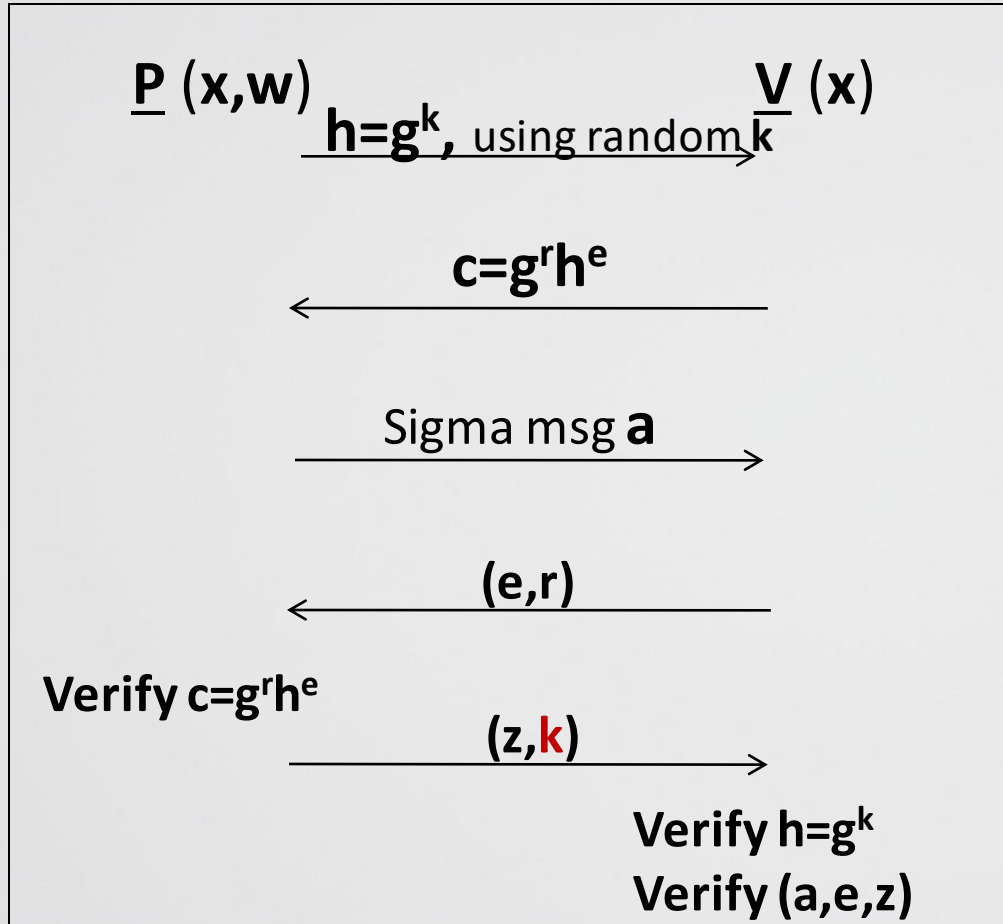 P (x,w) V (x)
h=gᵏ, using random k
c=gʳhᵉ
Sigma msg a
(e,r)
Verify c=gʳhᵉ
(z,k)
Verify h=gᵏ
Verify (a,e,z)